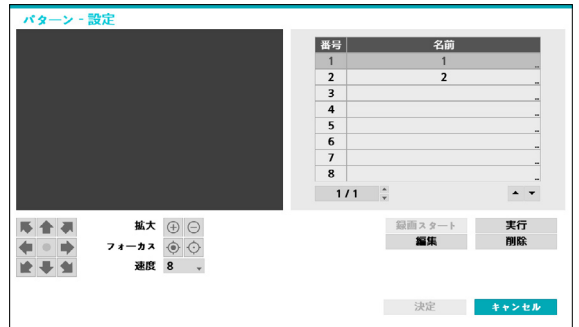 パターン - 設定
番号 名前
1 1
2 2
3
4
5
6
7
8
1 / 1
拡大
フォーカス
速度 8
録画スタート 実行
編集 削除
決定 キャンセル